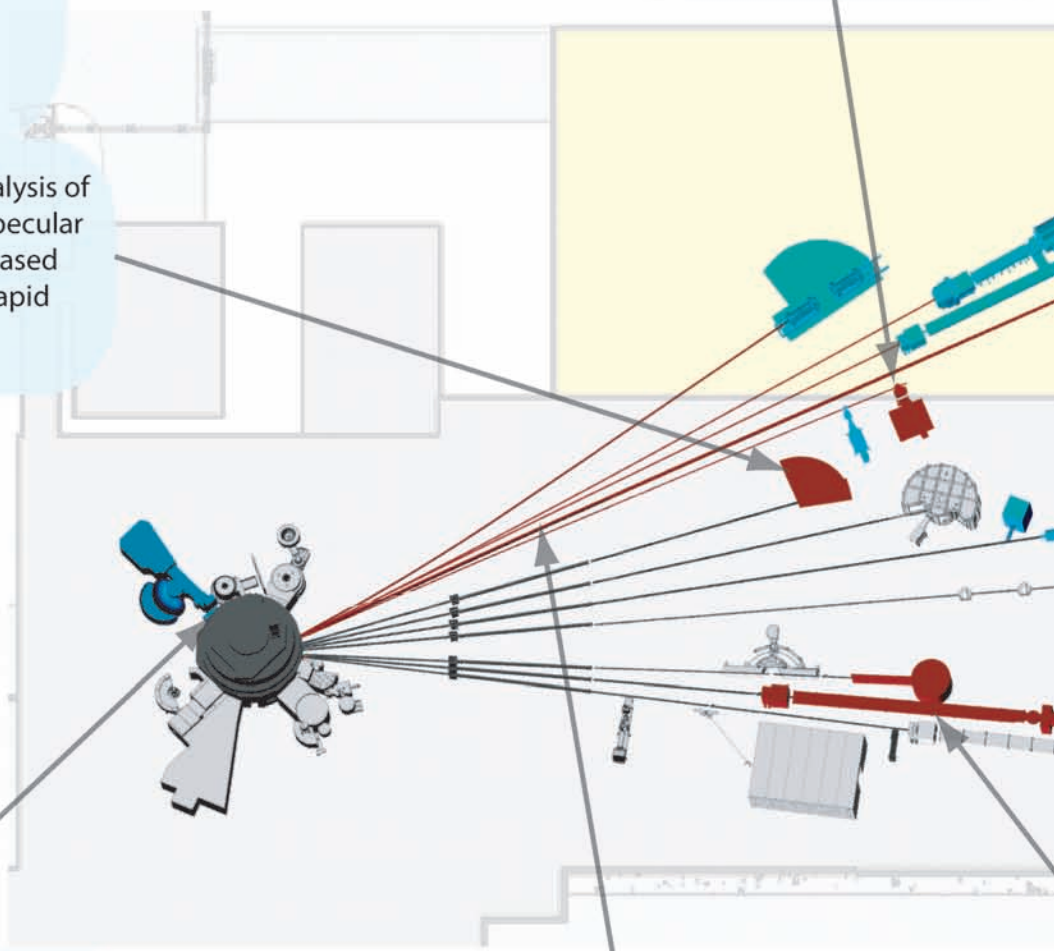 alysis of
pecular
ased
apid